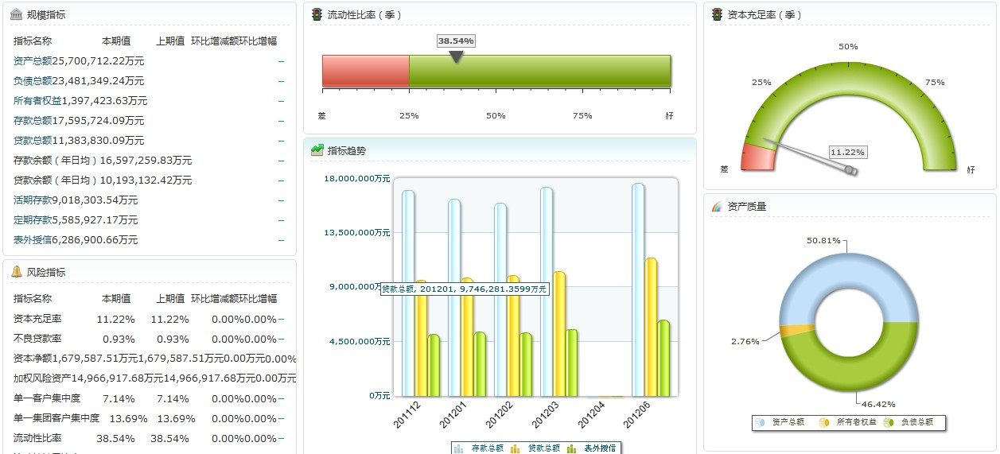 规模指标
指标名称 本期值 上期值 环比增减额环比增幅
资产总额25,700,712.22万元 –
负债总额23,481,349.24万元 –
所有者权益1,397,423.63万元 –
存款总额17,595,724.09万元 –
贷款总额11,383,830.09万元 –
存款余额（年日均）16,597,259.83万元
贷款余额（年日均）10,193,132.42万元
活期存款9,018,303.54万元 –
定期存款5,585,927.17万元 –
表外授信6,286,900.66万元 –
风险指标
指标名称 本期值 上期值 环比增减额环比增幅
资本充足率 11.22% 11.22% 0.00%0.00%–
不良贷款率 0.93% 0.93% 0.00%0.00%–
资本净额1,679,587.51万元1,679,587.51万元0.00万元0.00%
加权风险资产14,966,917.68万元14,966,917.68万元0.00万元
单一客户集中度 7.14% 7.14% 0.00%0.00%–
单一集团客户集中度 13.69% 13.69% 0.00%0.00%–
流动性比率 38.54% 38.54% 0.00%0.00%–
流动性比率（季）
38.54%
差 25% 50% 75% 好
指标趋势
18,000,000万元
13,500,000万元
9,000,000万元
4,500,000万元
0万元
贷款总额, 201201, 9,746,281.3599万元
201112 201201 201202 201203 201204 201206
存款总额 贷款总额 表外授信
资本充足率（季）
50%
25% 75%
11.22%
差 好
资产质量
50.81%
2.76%
46.42%
资产总额 所有者权益 负债总额